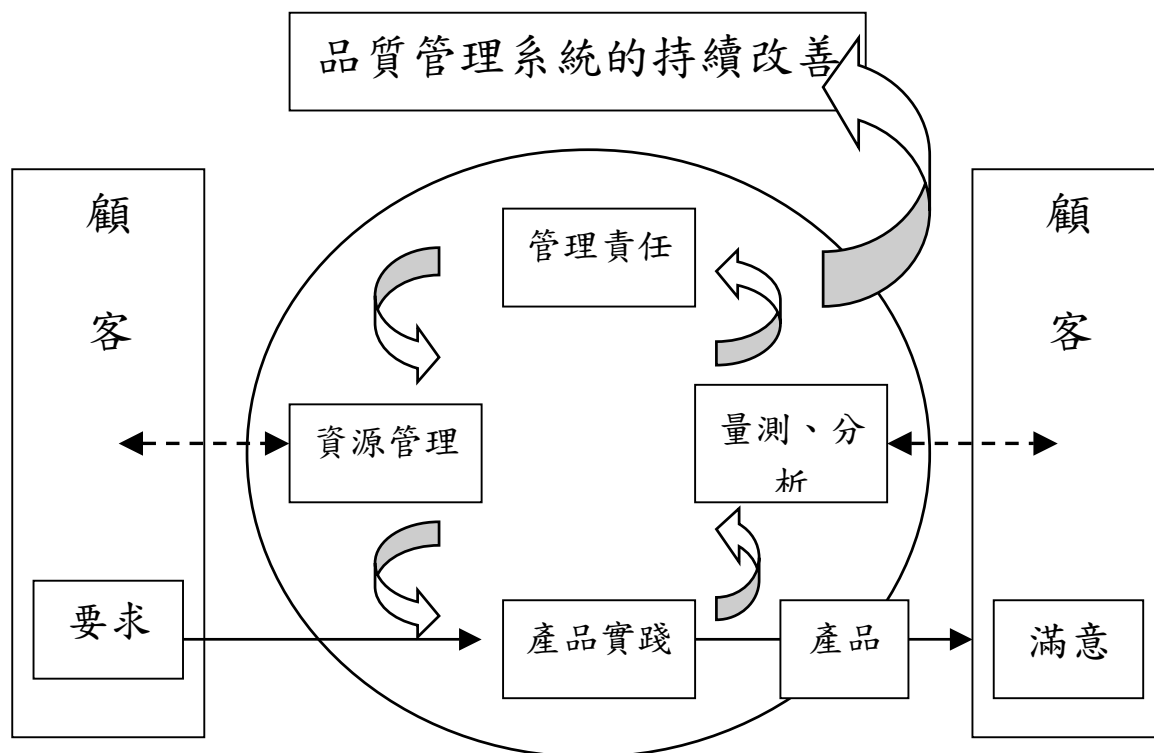 品質管理系統的持續改善
顧
客
要求
管理責任
資源管理
量測、分
析
產品實踐
產品
顧
客
滿意